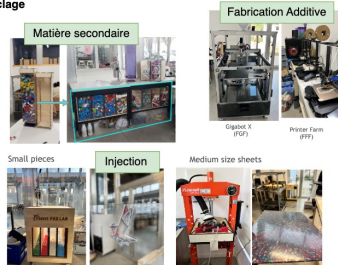 clage
Fabrication Additive
Matière secondaire
Gigabot X
(FGF)
Printer Farm
(FFF)
Small pieces
Injection
Medium size sheets